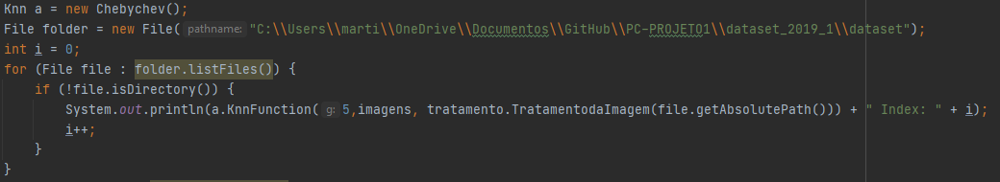 Knn a = new Chebychev();
File folder = new File( pathname: "C:\\Users\\marti\\OneDrive\\Documentos\\GitHub\\PC-PROJETO1\\dataset_2019_1\\dataset");
int i = 0;
for (File file : folder.listFiles()) {
if (!file.isDirectory()) {
System.out.println(a.KnnFunction( g: 5,imagens, tratamento.TratamentodaImagem(file.getAbsolutePath())) + " Index: " + i);
i++;
}
}